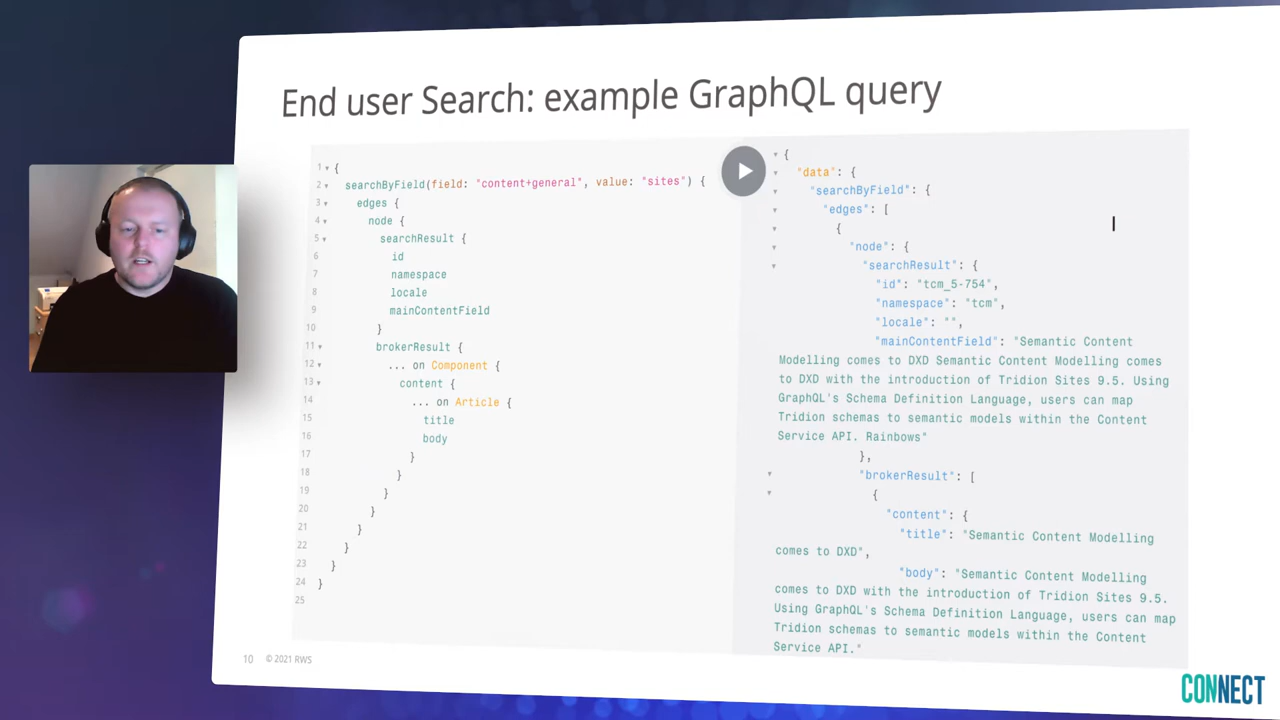 End user Search: example GraphQL query
1 {
2 searchByField(field: "content+general", value: "sites") {
3 edges {
4 node {
5 searchResult {
6 id
7 namespace
8 locale
9 mainContentField
10 }
11 brokerResult {
12 ... on Component {
13 content {
14 ... on Article {
15 title
16 body
17 }
18 }
19 }
20 }
21 }
22 }
23 }
24 }
25
{
"data": {
"searchByField": {
"edges": [
{
"node": {
"searchResult": {
"id": "tcm_5-754",
"namespace": "tcm",
"locale": "",
"mainContentField": "Semantic Content
Modelling comes to DXD Semantic Content Modelling comes
to DXD with the introduction of Tridion Sites 9.5. Using
GraphQL's Schema Definition Language, users can map
Tridion schemas to semantic models within the Content
Service API. Rainbows"
},
"brokerResult": [
{
"content": {
"title": "Semantic Content Modelling
comes to DXD",
"body": "Semantic Content Modelling
comes to DXD with the introduction of Tridion Sites 9.5.
Using GraphQL's Schema Definition Language, users can map
Tridion schemas to semantic models within the Content
Service API."
10 © 2021 RWS
CONNECT